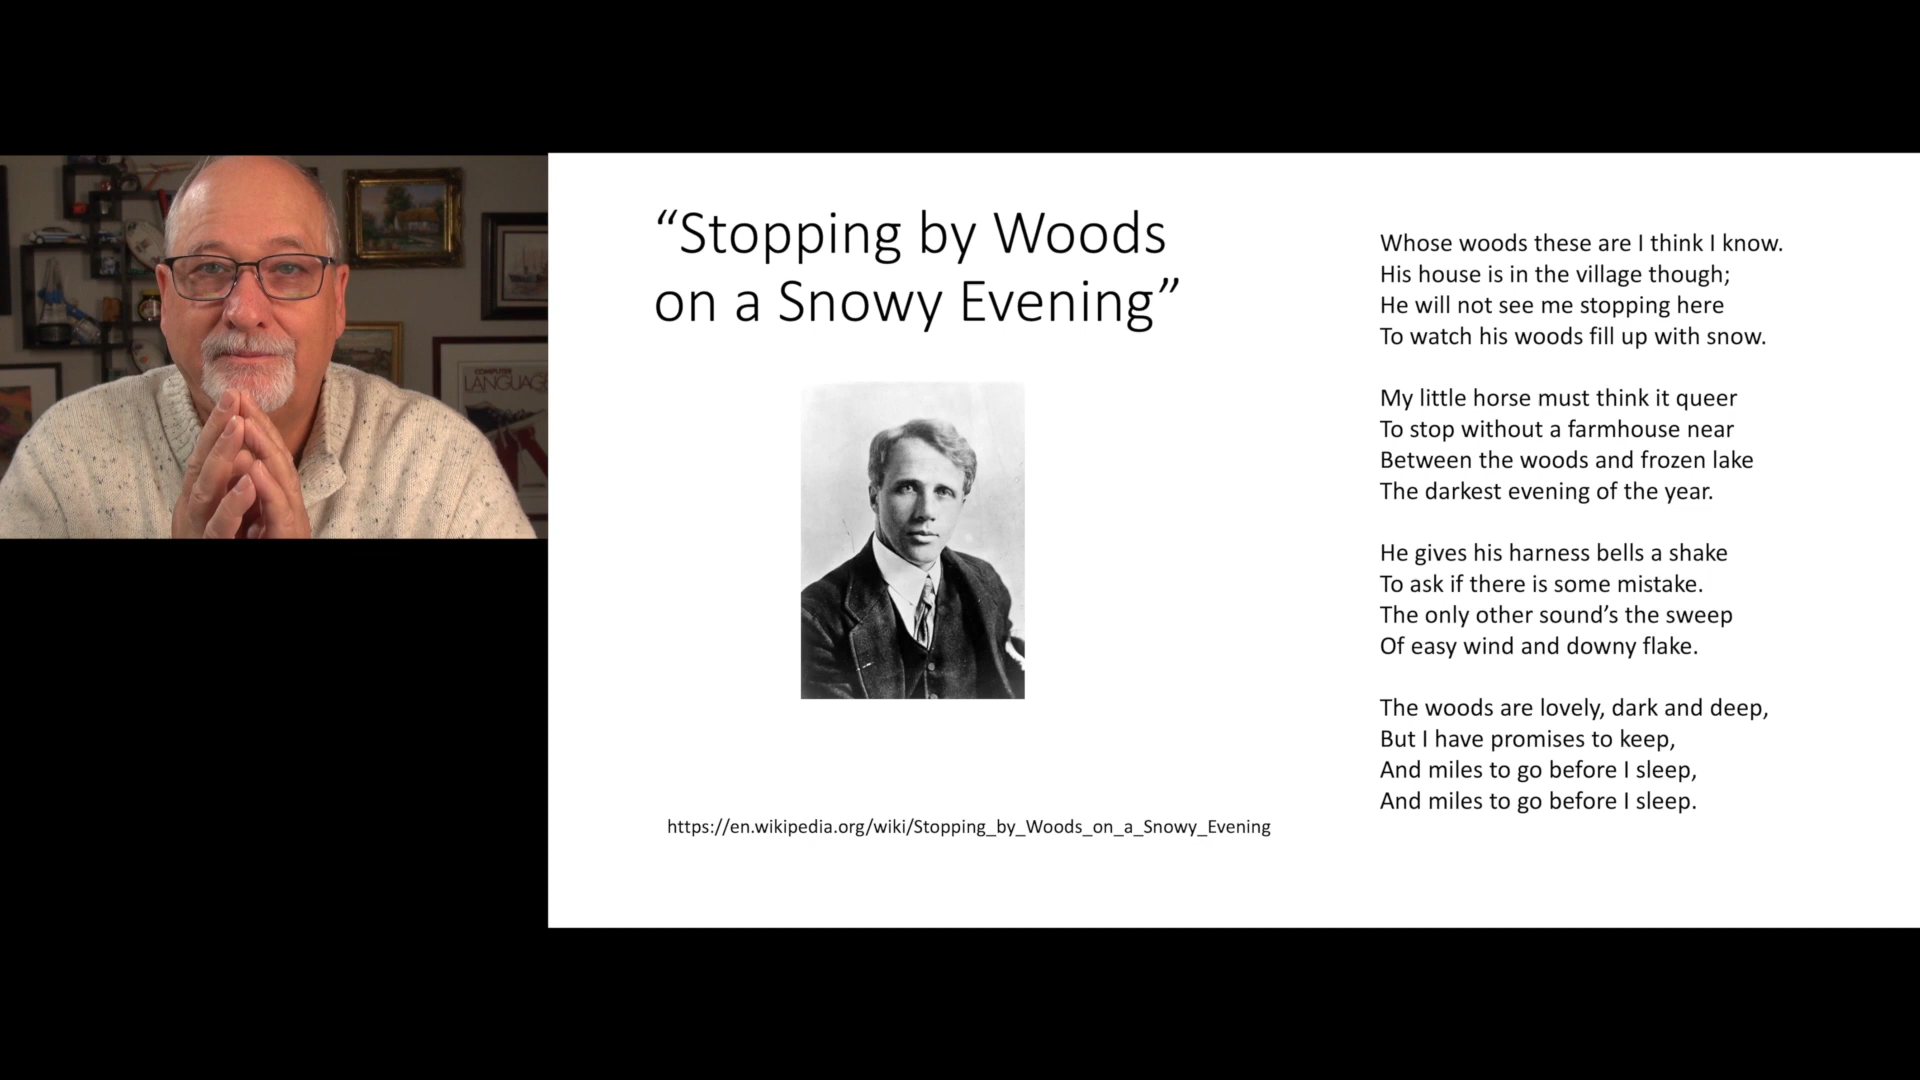 COMPUTER
LANGUAGE
“Stopping by Woods
on a Snowy Evening”
https://en.wikipedia.org/wiki/Stopping_by_Woods_on_a_Snowy_Evening
Whose woods these are I think I know.
His house is in the village though;
He will not see me stopping here
To watch his woods fill up with snow.
My little horse must think it queer
To stop without a farmhouse near
Between the woods and frozen lake
The darkest evening of the year.
He gives his harness bells a shake
To ask if there is some mistake.
The only other sound’s the sweep
Of easy wind and downy flake.
The woods are lovely, dark and deep,
But I have promises to keep,
And miles to go before I sleep,
And miles to go before I sleep.